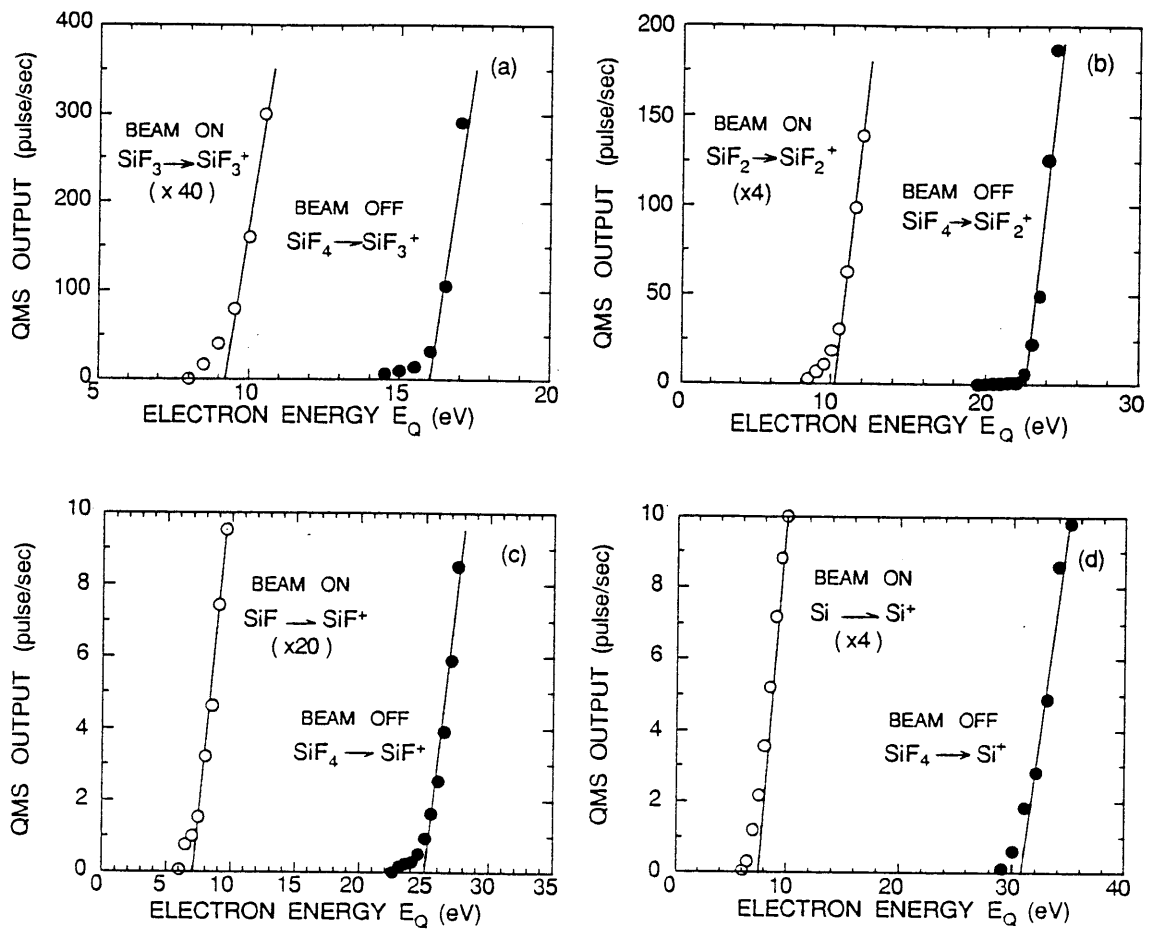 QMS OUTPUT (pulse/sec)
400
300
200
100
0
(a)
BEAM ON
SiF₃→SiF₃⁺
(x 40)
BEAM OFF
SiF₄→SiF₃⁺
5 10 15 20
ELECTRON ENERGY E_Q (eV)
QMS OUTPUT (pulse/sec)
200
150
100
50
0
(b)
BEAM ON
SiF₂→SiF₂⁺
(x4)
BEAM OFF
SiF₄→SiF₂⁺
0 10 20 30
ELECTRON ENERGY E_Q (eV)
QMS OUTPUT (pulse/sec)
10
8
6
4
2
0
(c)
BEAM ON
SiF → SiF⁺
(x20)
BEAM OFF
SiF₄ → SiF⁺
0 5 10 15 20 25 30 35
ELECTRON ENERGY E_Q (eV)
QMS OUTPUT (pulse/sec)
10
8
6
4
2
0
(d)
BEAM ON
Si → Si⁺
(x4)
BEAM OFF
SiF₄ → Si⁺
0 10 20 30 40
ELECTRON ENERGY E_Q (eV)